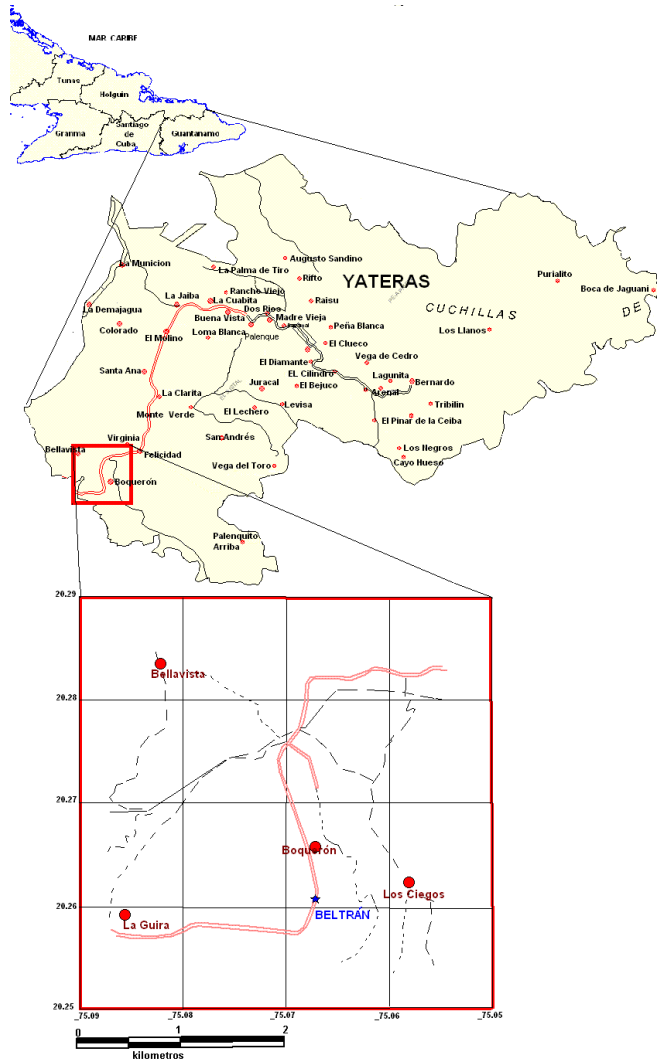 MAR CARIBE
Tunas
Holguin
Granma
Santiago
de
Cuba
Guantanamo
La Municion
La Palma de Tiro
Augusto Sandino
Rifto
YATERAS
Purialito
Boca de Jaguani
La Demajagua
La Jaiba
Rancho Viejo
La Cuabita
Raisu
CUCHILLAS
DE
Colorado
El Molino
Buena Vista
Dos Rios
Madre Vieja
Loma Blanca
Palenque
Peña Blanca
Los Llanos
El Clueco
Santa Ana
El Diamante
Vega de Cedro
EL Cilindro
Lagunita
Bernardo
La Clarita
Juracal
El Bejuco
Arenal
Monte Verde
El Lechero
Levisa
Tribilin
El Pinar de la Ceiba
Virginia
San Andrés
Bellavista
Felicidad
Los Negros
Cayo Hueso
Boquerón
Vega del Toro
Palenquito
Arriba
20.29
Bellavista
20.28
20.27
Boquerón
Los Ciegos
20.26
BELTRÁN
La Guira
20.25
_75.09 _75.08 _75.07 _75.06 _75.05
0 1 2
kilometros